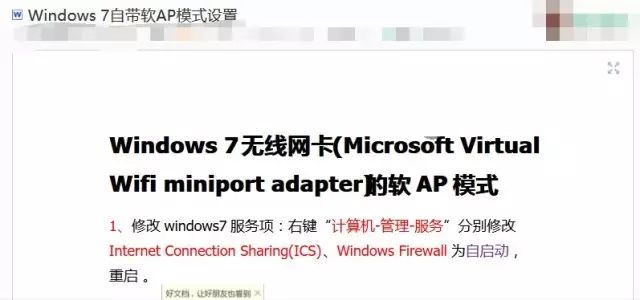 Windows 7自带软AP模式设置
Windows 7无线网卡(Microsoft Virtual
Wifi miniport adapter)的软 AP 模式
1、修改 windows7 服务项：右键“计算机-管理-服务”分别修改
Internet Connection Sharing(ICS)、Windows Firewall 为自启动，
重启 。
好文档，让好朋友也看到